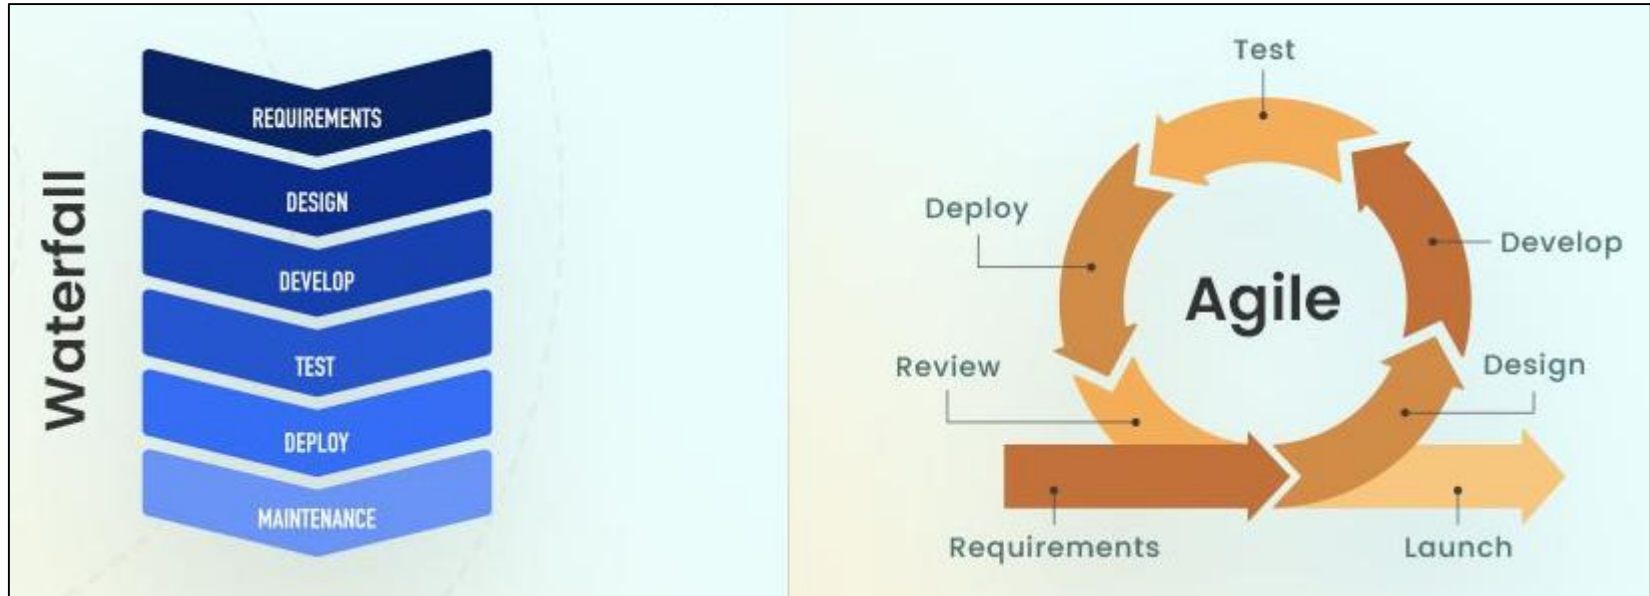 Waterfall
REQUIREMENTS
DESIGN
DEVELOP
TEST
DEPLOY
MAINTENANCE
Test
Deploy
Develop
Agile
Review
Design
Requirements
Launch